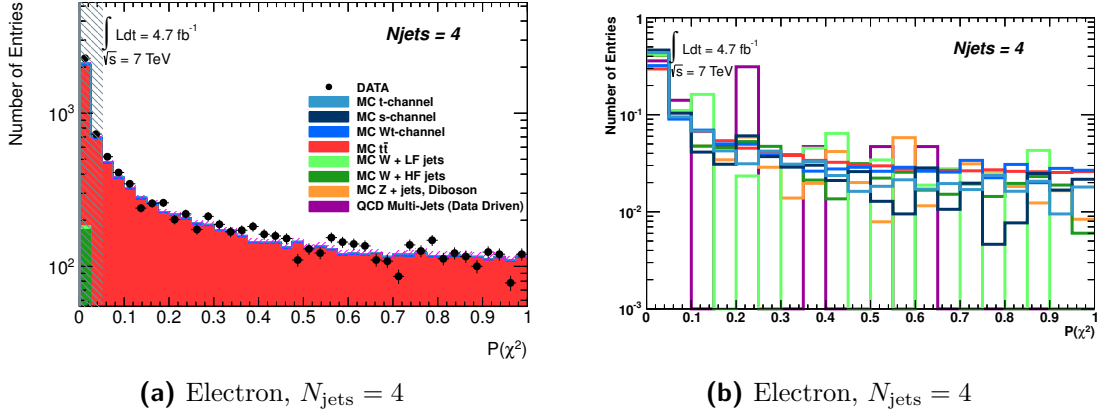 Number of Entries
∫ Ldt = 4.7 fb⁻¹
√s = 7 TeV
Njets = 4
DATA
MC t-channel
MC s-channel
MC Wt-channel
MC tt̄
MC W + LF jets
MC W + HF jets
MC Z + jets, Diboson
QCD Multi-Jets (Data Driven)
10³
10²
0 0.1 0.2 0.3 0.4 0.5 0.6 0.7 0.8 0.9 1
P(χ²)
(a) Electron, Njets = 4
Number of Entries
∫ Ldt = 4.7 fb⁻¹
√s = 7 TeV
Njets = 4
1
10⁻¹
10⁻²
10⁻³
0 0.1 0.2 0.3 0.4 0.5 0.6 0.7 0.8 0.9 1
P(χ²)
(b) Electron, Njets = 4